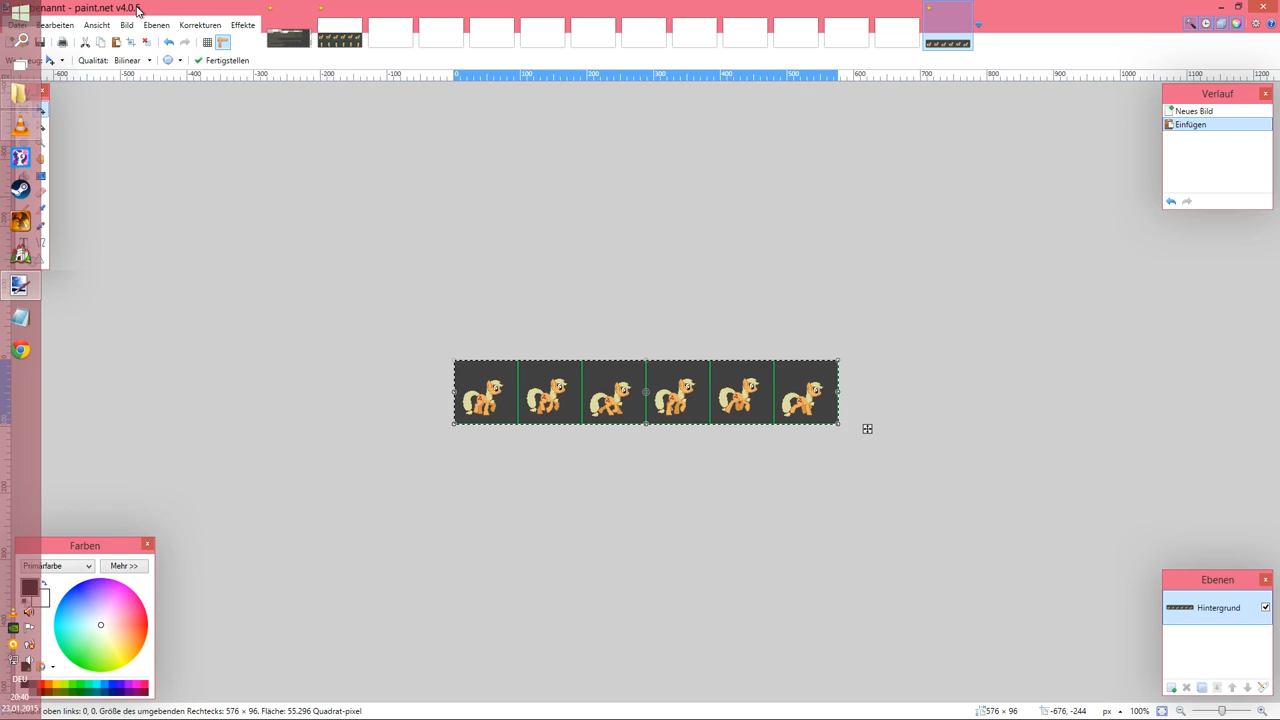 enannt - paint.net v4.0.5
Datei Bearbeiten Ansicht Bild Ebenen Korrekturen Effekte
Qualität: Bilinear Fertigstellen
-600 -400 -300 -200 -100 0 100 200 300 400 500 600 700 800 900 1000 1100 1200
Verlauf
Neues Bild
Einfügen
Farben
Primärfarbe Mehr >>
Ebenen
Hintergrund
DEU
20:40
23.01.2015
oben links: 0, 0. Größe des umgebenden Rechtecks: 576 × 96, Fläche: 55.296 Quadrat-pixel
576 × 96 -676, -244 px 100%